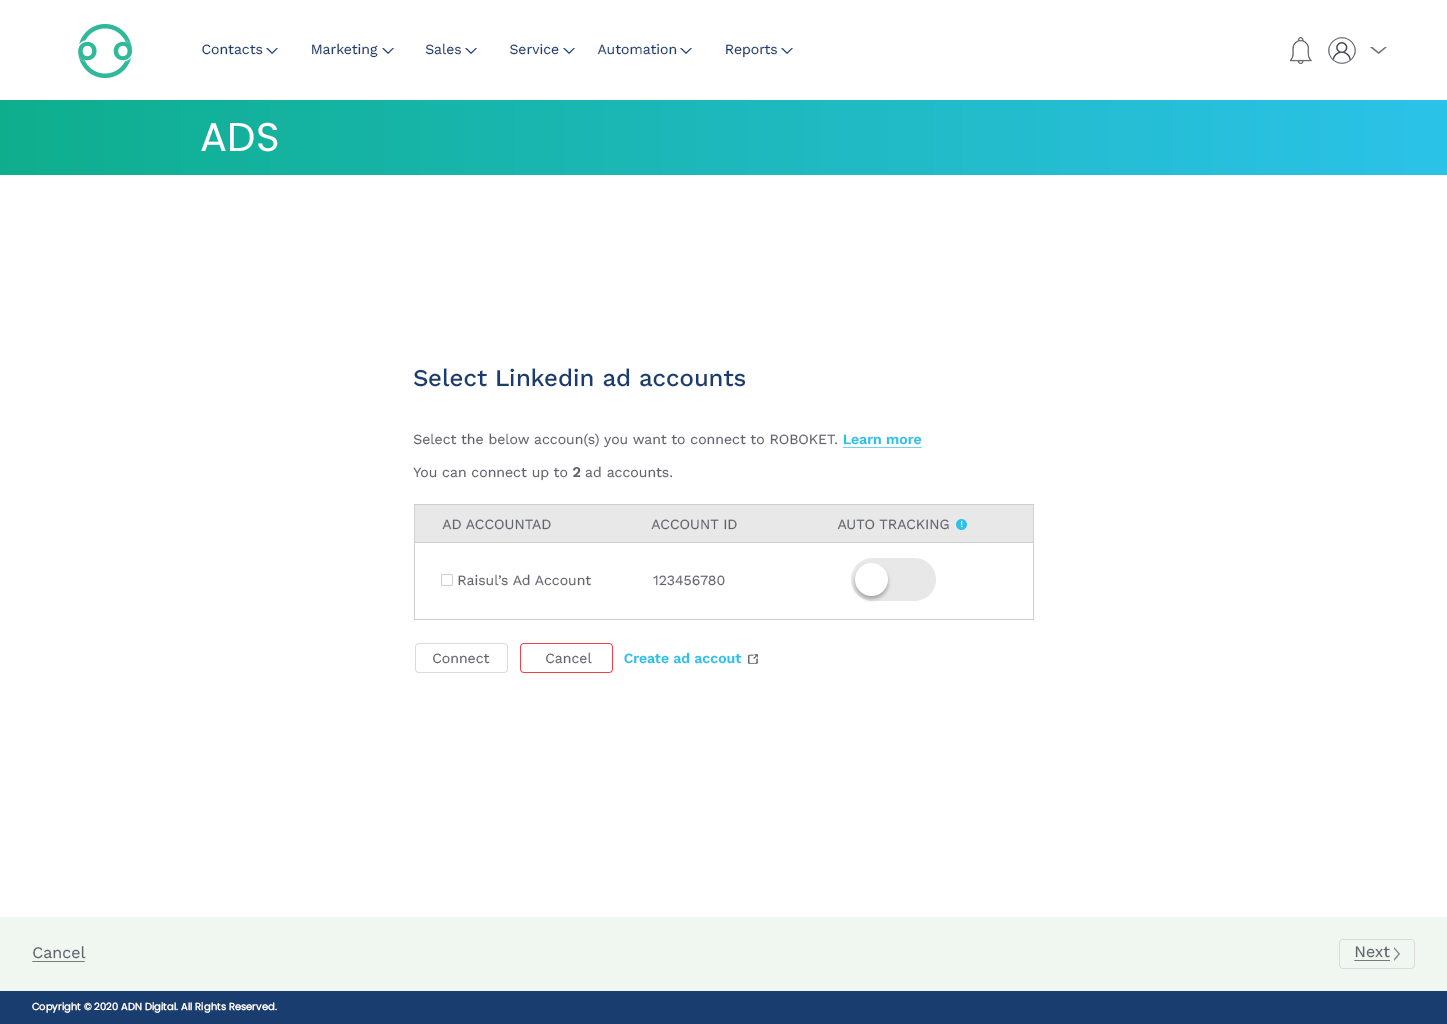 Contacts Marketing Sales Service Automation Reports
ADS
Select Linkedin ad accounts
Select the below accoun(s) you want to connect to ROBOKET. Learn more
You can connect up to 2 ad accounts.
AD ACCOUNTAD ACCOUNT ID AUTO TRACKING
Raisul’s Ad Account 123456780
Connect Cancel Create ad accout
Cancel Next
Copyright © 2020 ADN Digital. All Rights Reserved.